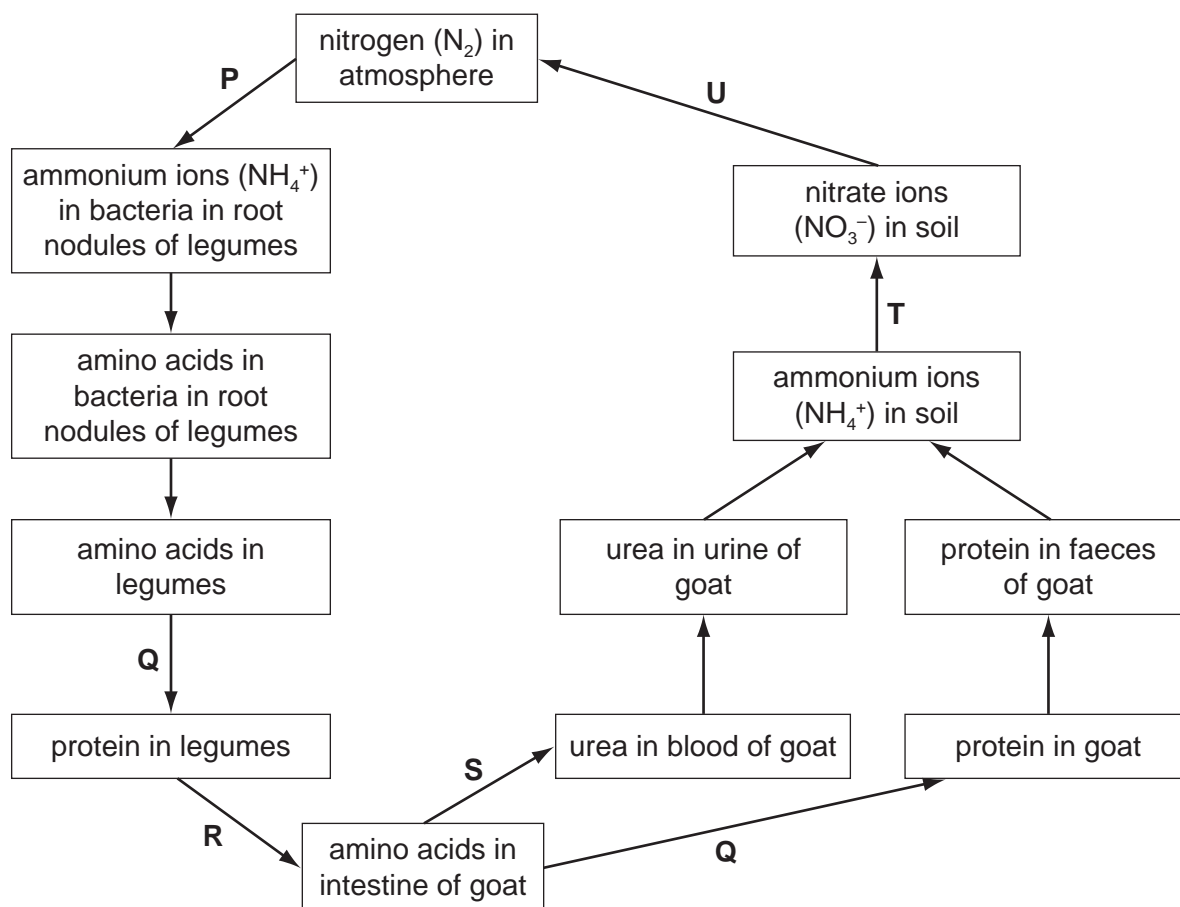 nitrogen (N₂) in
atmosphere
P
U
ammonium ions (NH₄⁺)
in bacteria in root
nodules of legumes
nitrate ions
(NO₃⁻) in soil
T
amino acids in
bacteria in root
nodules of legumes
ammonium ions
(NH₄⁺) in soil
amino acids in
legumes
urea in urine of
goat
protein in faeces
of goat
Q
protein in legumes
urea in blood of goat
protein in goat
S
R
Q
amino acids in
intestine of goat